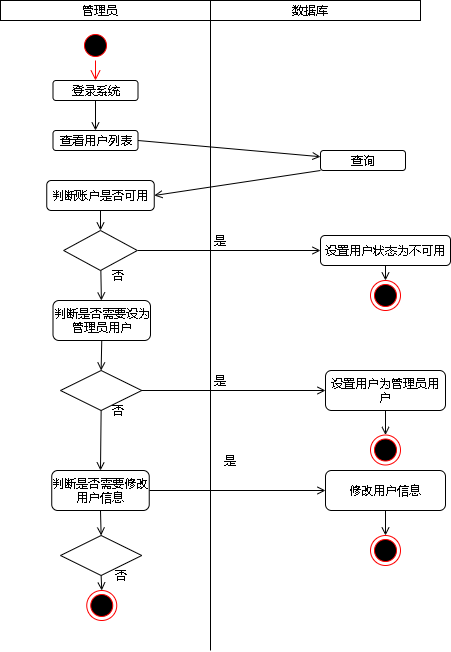 管理员
数据库
登录系统
查看用户列表
查询
判断账户是否可用
是
设置用户状态为不可用
否
判断是否需要设为
管理员用户
是
设置用户为管理员用
户
否
是
判断是否需要修改
用户信息
修改用户信息
否